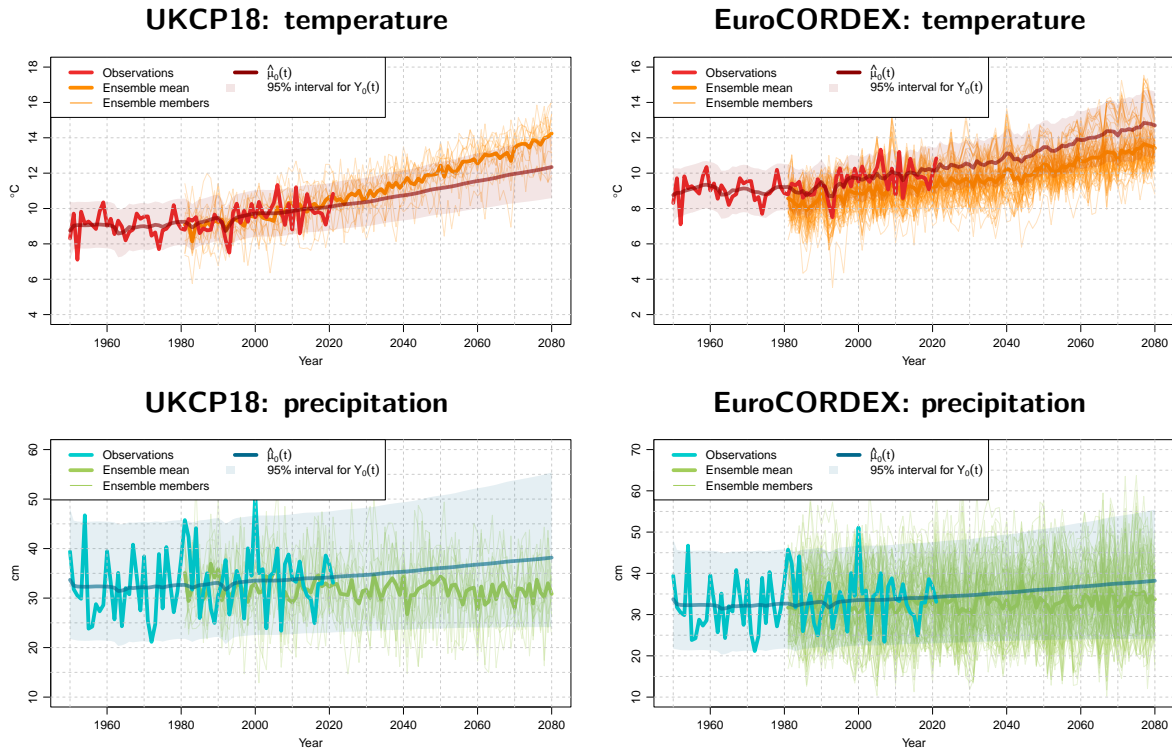 UKCP18: temperature
Observations
Ensemble mean
Ensemble members
μ̂₀(t)
95% interval for Y₀(t)
°C
18
16
14
12
10
8
6
4
1960 1980 2000 2020 2040 2060 2080
Year
EuroCORDEX: temperature
Observations
Ensemble mean
Ensemble members
μ̂₀(t)
95% interval for Y₀(t)
°C
16
14
12
10
8
6
4
2
1960 1980 2000 2020 2040 2060 2080
Year
UKCP18: precipitation
Observations
Ensemble mean
Ensemble members
μ̂₀(t)
95% interval for Y₀(t)
cm
60
50
40
30
20
10
1960 1980 2000 2020 2040 2060 2080
Year
EuroCORDEX: precipitation
Observations
Ensemble mean
Ensemble members
μ̂₀(t)
95% interval for Y₀(t)
cm
70
60
50
40
30
20
10
1960 1980 2000 2020 2040 2060 2080
Year